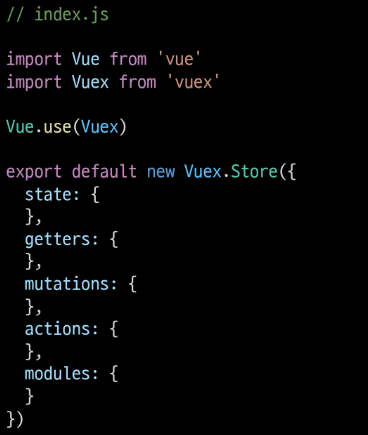 // index.js
import Vue from 'vue'
import Vuex from 'vuex'
Vue.use(Vuex)
export default new Vuex.Store({
  state: {
  },
  getters: {
  },
  mutations: {
  },
  actions: {
  },
  modules: {
  }
})